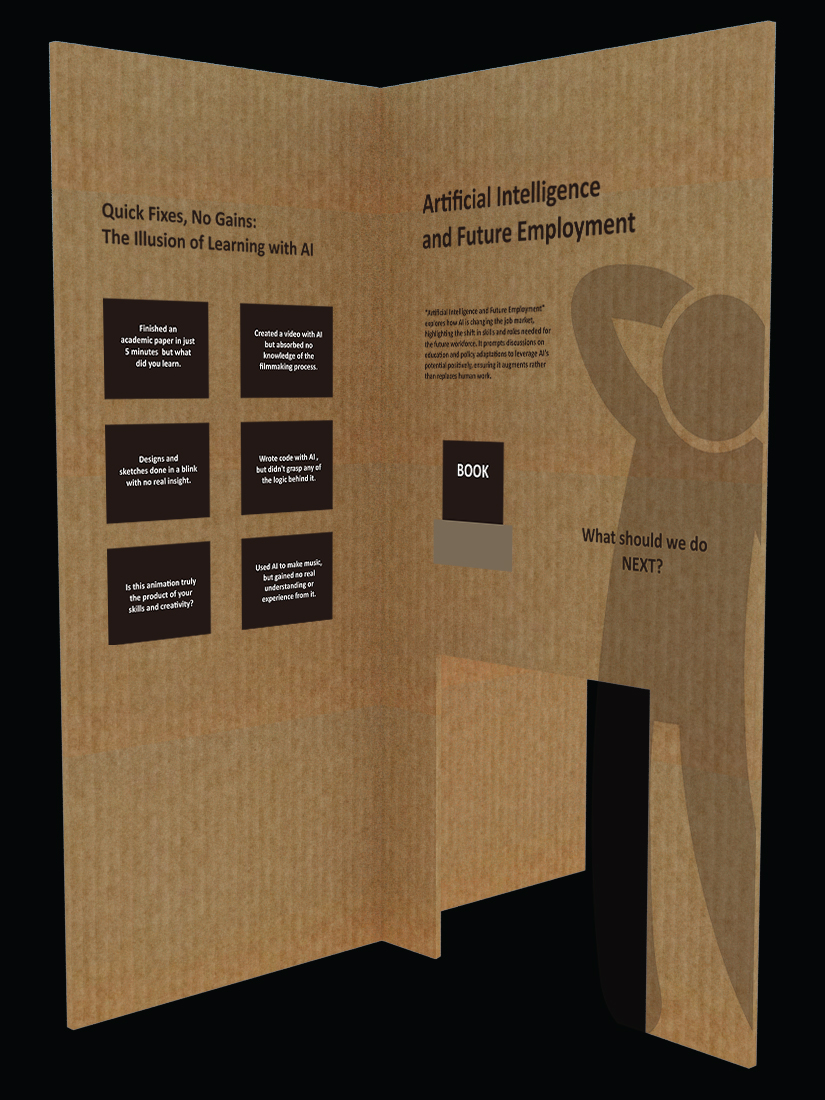 Quick Fixes, No Gains:
The Illusion of Learning with AI
Finished an
academic paper in just
5 minutes but what
did you learn.
Created a video with AI
but absorbed no
knowledge of the
filmmaking process.
Designs and
sketches done in a blink
with no real insight.
Wrote code with AI ,
but didn't grasp any of
the logic behind it.
Is this animation truly
the product of your
skills and creativity?
Used AI to make music,
but gained no real
understanding or
experience from it.
Artificial Intelligence
and Future Employment
"Artificial Intelligence and Future Employment"
explores how AI is changing the job market,
highlighting the shift in skills and roles needed for
the future workforce. It prompts discussions on
education and policy adaptations to leverage AI's
potential positively, ensuring it augments rather
than replaces human work.
BOOK
What should we do
NEXT?